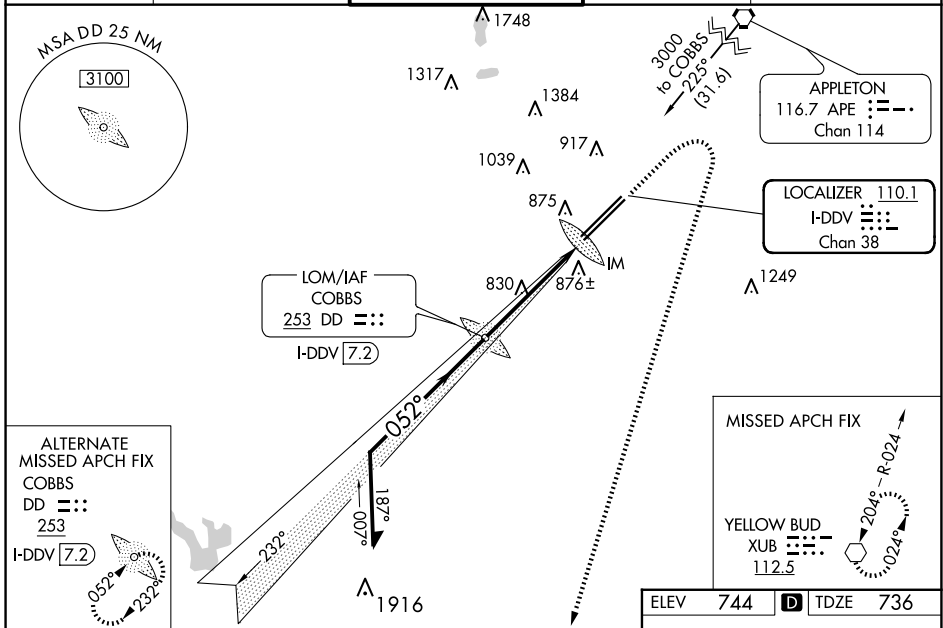 MSA DD 25 NM
3100
1748
1317
1384
1039
917
875
3000
to COBBS
225°
(31.6)
APPLETON
116.7 APE
Chan 114
LOCALIZER 110.1
I-DDV
Chan 38
IM
830
876±
1249
LOM/IAF
COBBS
253 DD
I-DDV 7.2
052°
187°
007°
232°
1916
ALTERNATE
MISSED APCH FIX
COBBS
DD
253
I-DDV 7.2
052°
232°
MISSED APCH FIX
204° – R-024
024°
YELLOW BUD
XUB
112.5
ELEV 744 D TDZE 736